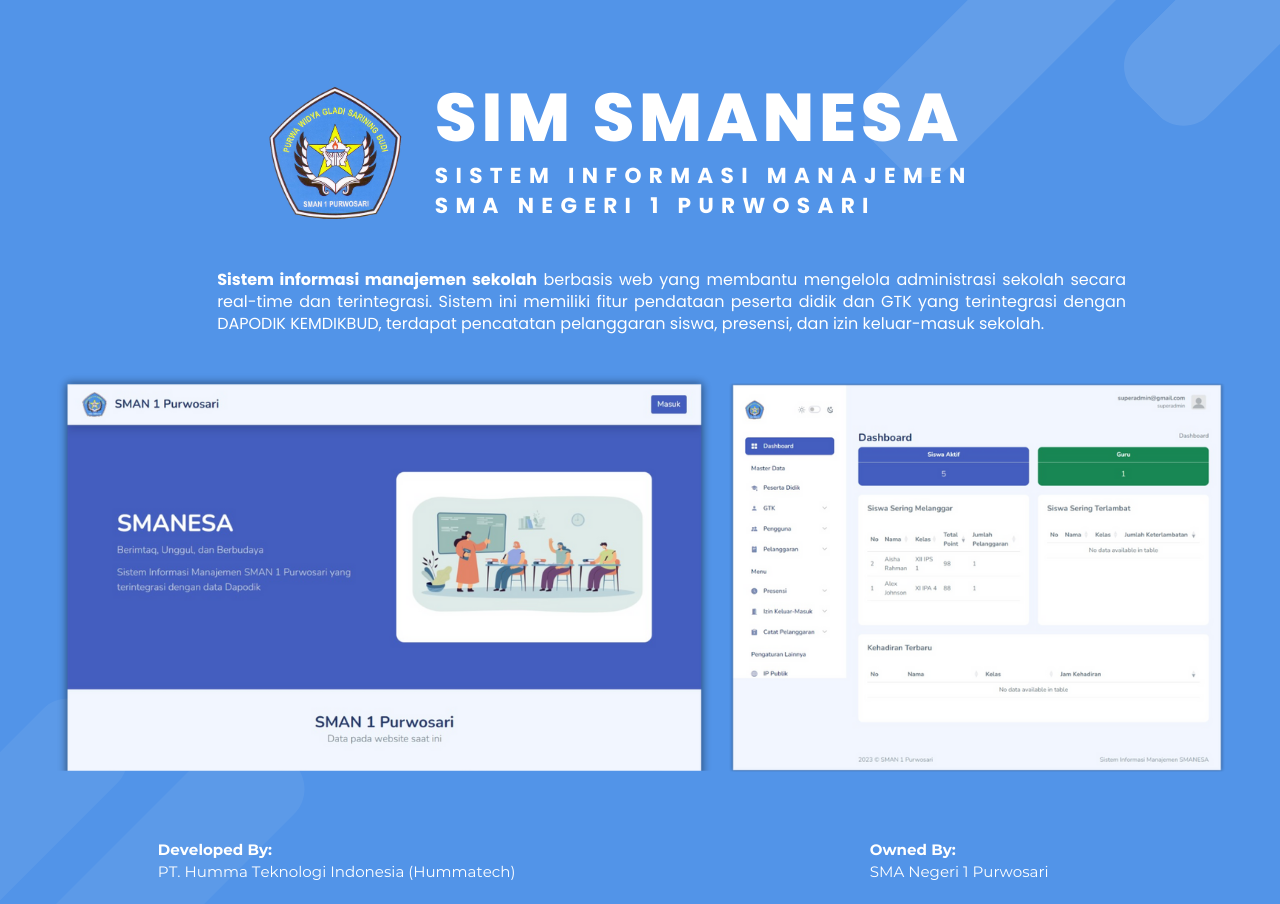 PURWA WIDYA GLADI SARINING BUDI
SMAN 1 PURWOSARI
SIM SMANESA
SISTEM INFORMASI MANAJEMEN
SMA NEGERI 1 PURWOSARI
Sistem informasi manajemen sekolah berbasis web yang membantu mengelola administrasi sekolah secara
real-time dan terintegrasi. Sistem ini memiliki fitur pendataan peserta didik dan GTK yang terintegrasi dengan
DAPODIK KEMDIKBUD, terdapat pencatatan pelanggaran siswa, presensi, dan izin keluar-masuk sekolah.
SMAN 1 Purwosari
Masuk
SMANESA
Berimtaq, Unggul, dan Berbudaya
Sistem Informasi Manajemen SMAN 1 Purwosari yang
terintegrasi dengan data Dapodik
SMAN 1 Purwosari
Data pada website saat ini
superadmin@gmail.com
superadmin
Dashboard
Master Data
Peserta Didik
GTK
Pengguna
Pelanggaran
Menu
Presensi
Izin Keluar-Masuk
Catat Pelanggaran
Pengaturan Lainnya
IP Publik
Dashboard
Dashboard
Siswa Aktif
5
Guru
1
Siswa Sering Melanggar
No Nama Kelas Total Point Jumlah Pelanggaran
2 Aisha Rahman XII IPS 1 98 1
1 Alex Johnson XI IPA 4 88 1
Siswa Sering Terlambat
No Nama Kelas Jumlah Keterlambatan
No data available in table
Kehadiran Terbaru
No Nama Kelas Jam Kehadiran
No data available in table
2023 © SMAN 1 Purwosari
Sistem Informasi Manajemen SMANESA
Developed By:
PT. Humma Teknologi Indonesia (Hummatech)
Owned By:
SMA Negeri 1 Purwosari